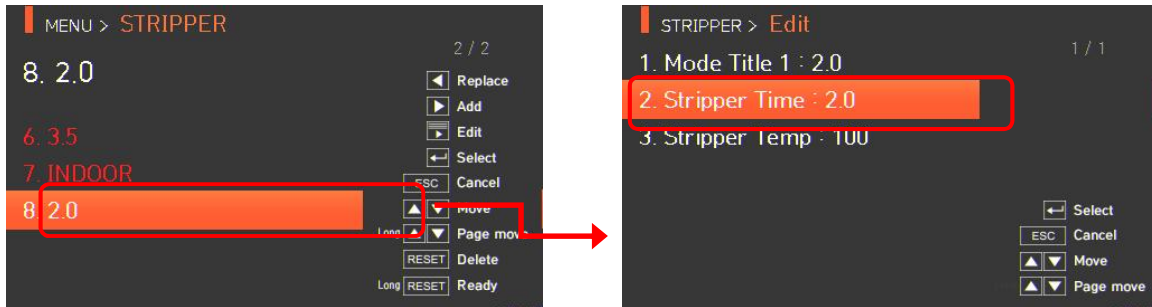 MENU > STRIPPER
2 / 2
8. 2.0
Replace
Add
6. 3.5
Edit
Select
7. INDOOR
ESC Cancel
8. 2.0
Move
Long Page move
RESET Delete
Long RESET Ready
STRIPPER > Edit
1 / 1
1. Mode Title 1 : 2.0
2. Stripper Time : 2.0
3. Stripper Temp : 100
Select
ESC Cancel
Move
Page move